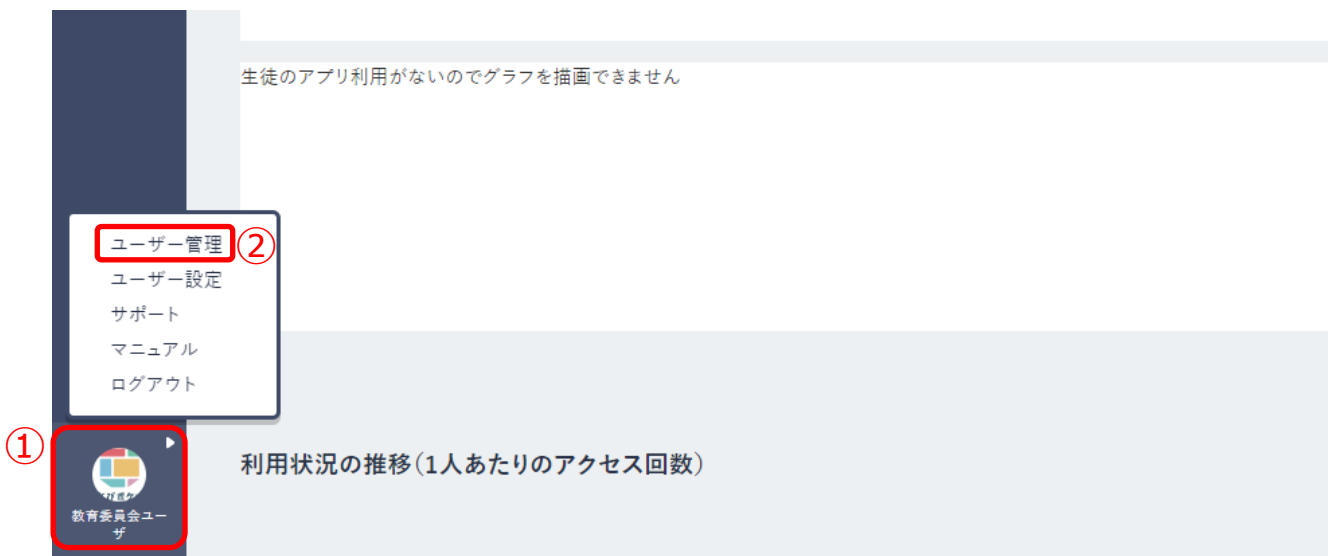 生徒のアプリ利用がないのでグラフを描画できません
ユーザー管理
②
ユーザー設定
サポート
マニュアル
ログアウト
①
教育委員会ユー
ザ
利用状況の推移(1人あたりのアクセス回数)